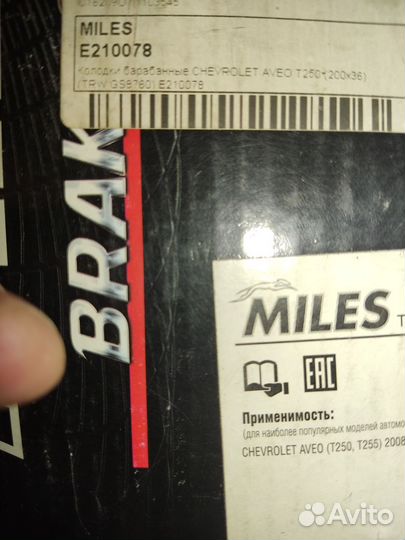 MILES
E210078
Колодки барабанные CHEVROLET AVEO T250 (200x36)
(TRW GS8780) E210078
BRAK
MILES
EAC
Применимость:
(для наиболее популярных моделей автомо
CHEVROLET AVEO (T250, T255) 2008
Avito